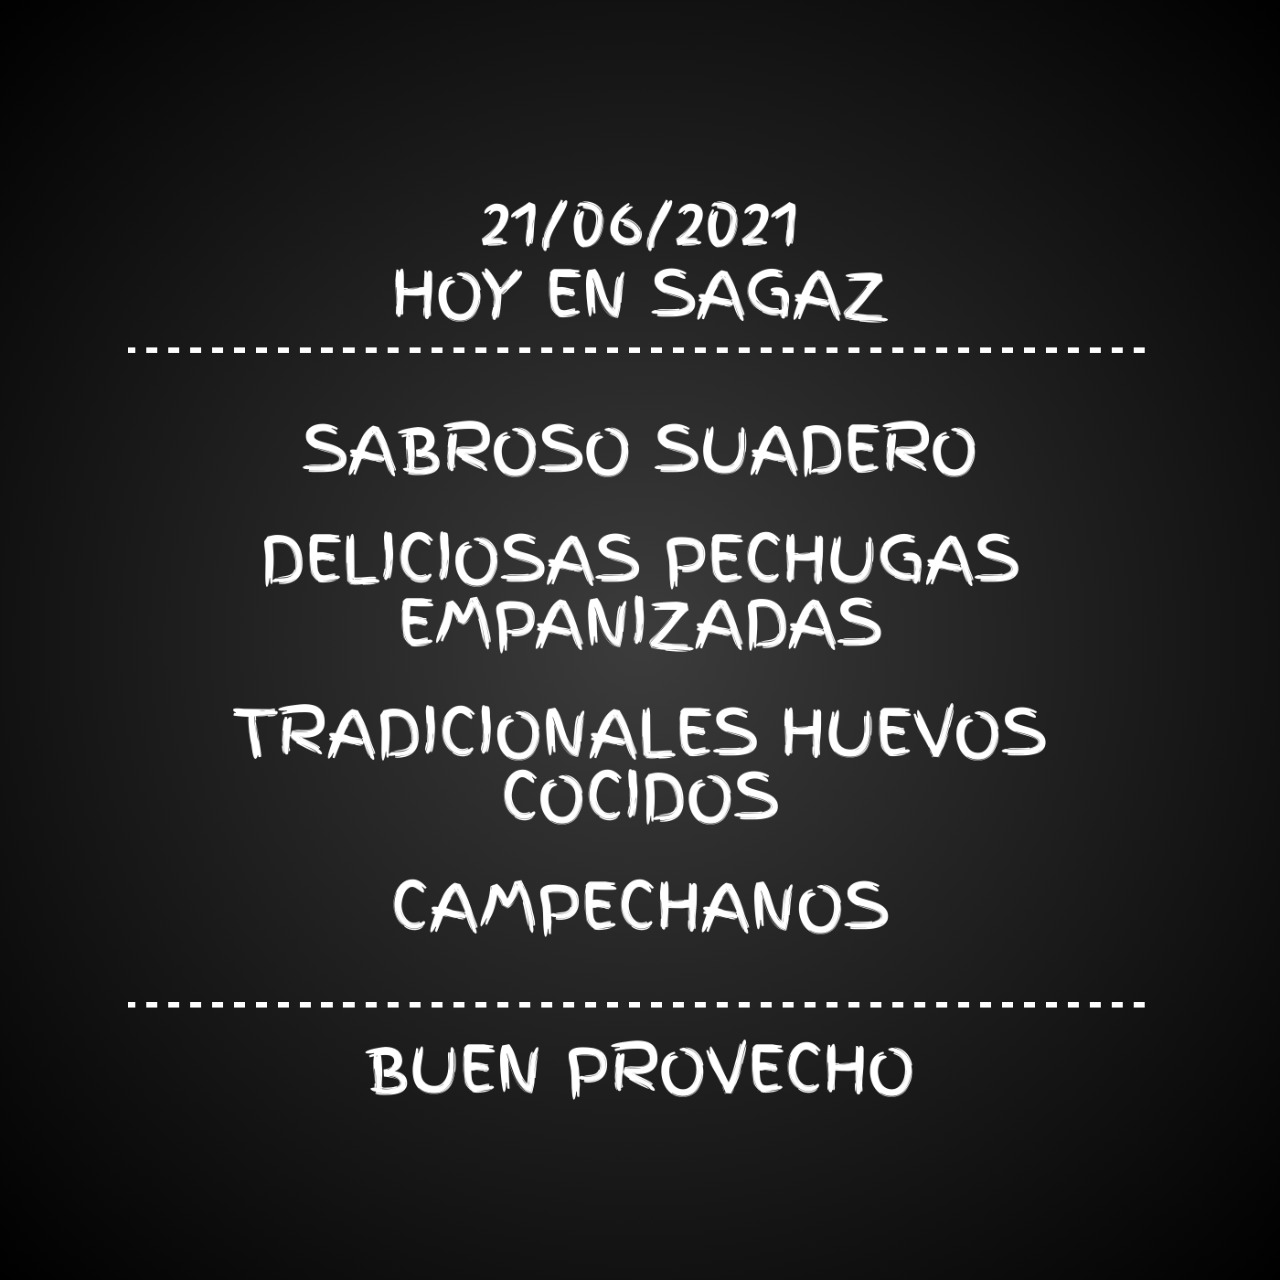 21/06/2021
HOY EN SAGAZ
SABROSO SUADERO
DELICIOSAS PECHUGAS
EMPANIZADAS
TRADICIONALES HUEVOS
COCIDOS
CAMPECHANOS
BUEN PROVECHO